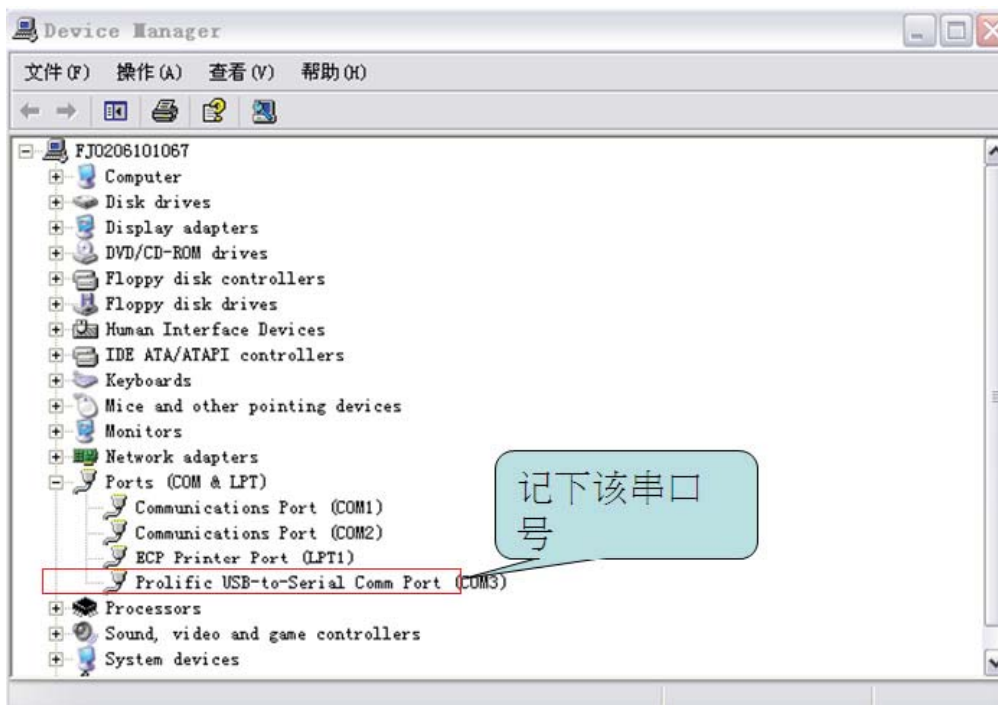 Device Manager
文件(F) 操作(A) 查看(V) 帮助(H)
FJ0206101067
Computer
Disk drives
Display adapters
DVD/CD-ROM drives
Floppy disk controllers
Floppy disk drives
Human Interface Devices
IDE ATA/ATAPI controllers
Keyboards
Mice and other pointing devices
Monitors
Network adapters
Ports (COM & LPT)
Communications Port (COM1)
Communications Port (COM2)
ECP Printer Port (LPT1)
Prolific USB-to-Serial Comm Port (COM3)
Processors
Sound, video and game controllers
System devices
记下该串口
号